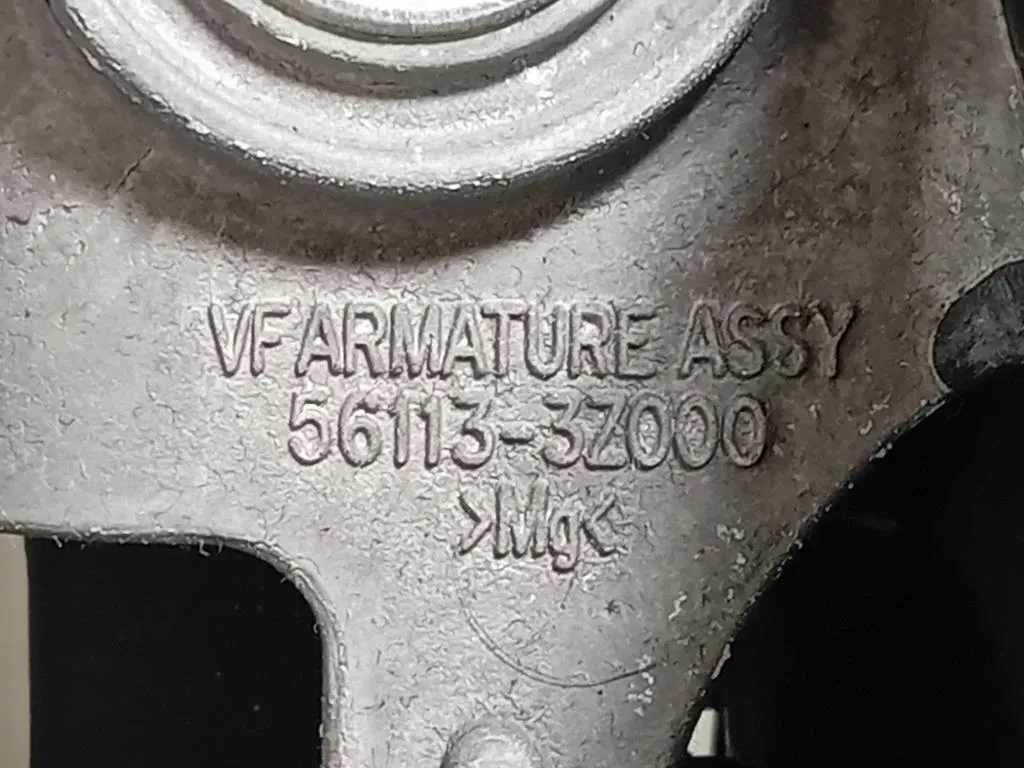 VF ARMATURE ASSY
56113-3Z000
>Mg<